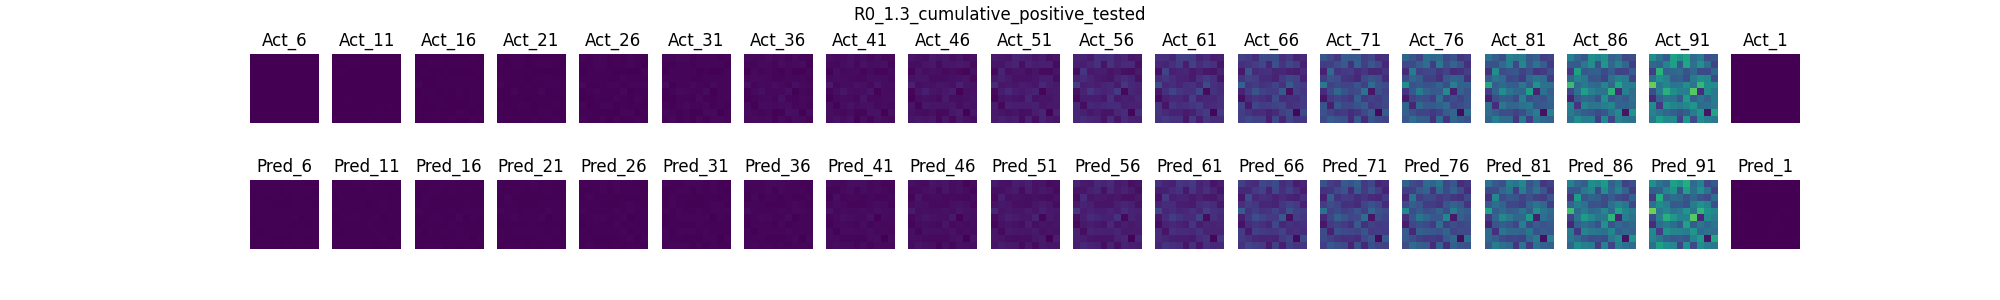 R0_1.3_cumulative_positive_tested
Act_6 Act_11 Act_16 Act_21 Act_26 Act_31 Act_36 Act_41 Act_46 Act_51 Act_56 Act_61 Act_66 Act_71 Act_76 Act_81 Act_86 Act_91 Act_1
Pred_6 Pred_11 Pred_16 Pred_21 Pred_26 Pred_31 Pred_36 Pred_41 Pred_46 Pred_51 Pred_56 Pred_61 Pred_66 Pred_71 Pred_76 Pred_81 Pred_86 Pred_91 Pred_1